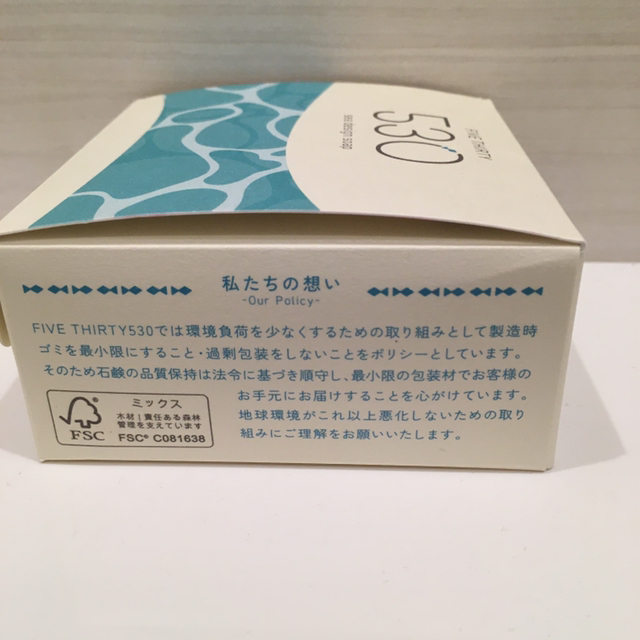 FIVE THIRTY
530
私たちの想い
-Our Policy-
FIVE THIRTY530では環境負荷を少なくするための取り組みとして製造時
ゴミを最小限にすること・過剰包装をしないことをポリシーとしています。
そのため石鹸の品質保持は法令に基づき順守し、最小限の包装材でお客様の
お手元にお届けすることを心がけています。
地球環境がこれ以上悪化しないための取り
組みにご理解をお願いいたします。
FSC
ミックス
木材|責任ある森林
管理を支えています
FSC® C081638